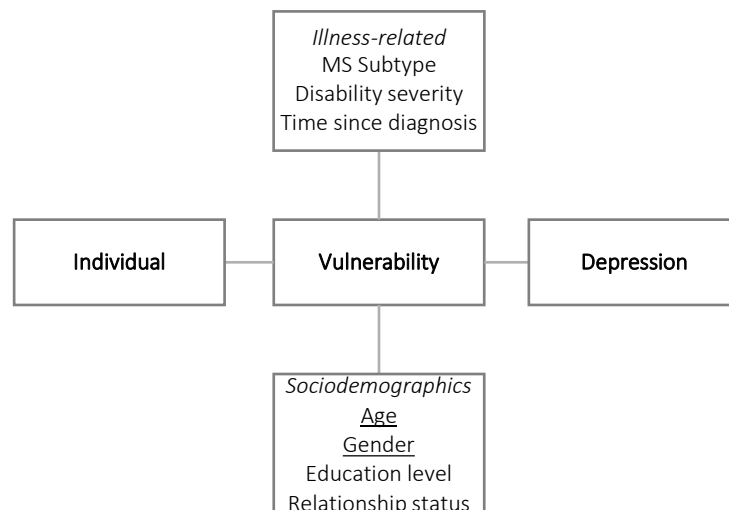 Illness-related
MS Subtype
Disability severity
Time since diagnosis
Individual
Vulnerability
Depression
Sociodemographics
Age
Gender
Education level
Relationship status